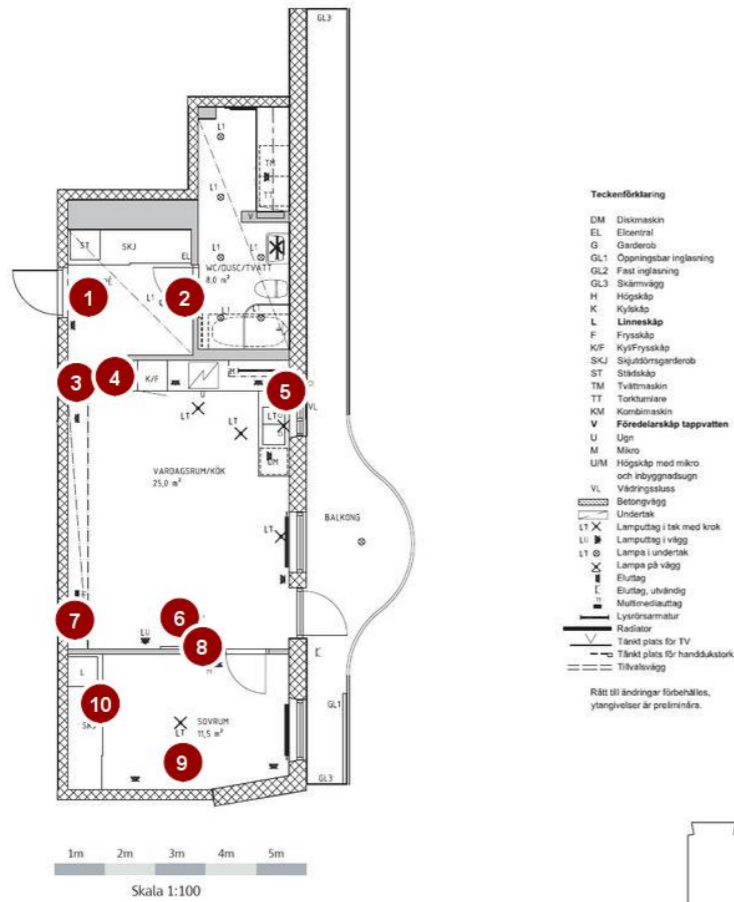 GL3
L1
TM
L1
TT
V
ST
SKJ
EL
L1
L1
WC/DUSC/TVÄTT
8,0 m²
1
2
L1
L1
L1
3
4
K/F
5
U
VL
LT
LT
LT
DM
VARDAGSRUM/KÖK
25,0 m²
LT
BALKONG
6
7
LU
8
L
10
SKJ
SOVRUM
11,5 m²
LT
9
GL1
GL3
1m 2m 3m 4m 5m
Skala 1:100
Teckenförklaring
DM Diskmaskin
EL Elcentral
G Garderob
GL1 Öppningsbar inglasning
GL2 Fast inglasning
GL3 Skärmvägg
H Högskåp
K Kylskåp
L Linneskåp
F Frysskåp
K/F Kyl/Frysskåp
SKJ Skjutdörrsgarderob
ST Städskåp
TM Tvättmaskin
TT Torktumlare
KM Kombimaskin
V Föredelarskåp tappvatten
U Ugn
M Mikro
U/M Högskåp med mikro
och inbyggnadsugn
VL Vädringssluss
Betongvägg
Undertak
LT Lamputtag i tak med krok
LU Lamputtag i vägg
L1 Lampa i undertak
Lampa på vägg
Eluttag
Eluttag, utvändig
Multimediauttag
Lysrörsarmatur
Radiator
Tänkt plats för TV
Tänkt plats för handdukstork
Tillvalsvägg
Rätt till ändringar förbehålles,
ytangivelser är preliminära.